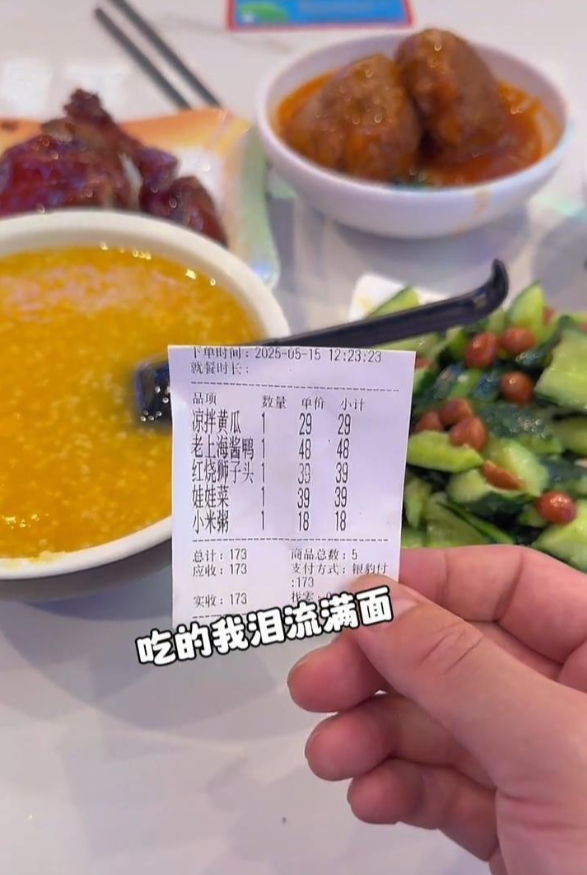 下单时间：2025-05-15 12:23:23
就餐时长：
品项 数量 单价 小计
凉拌黄瓜 1 29 29
老上海酱鸭 1 48 48
红烧狮子头 1 39 39
娃娃菜 1 39 39
小米粥 1 18 18
总计：173 商品总数：5
应收：173 支付方式：银豹付
:173
实收：173
吃的我泪流满面